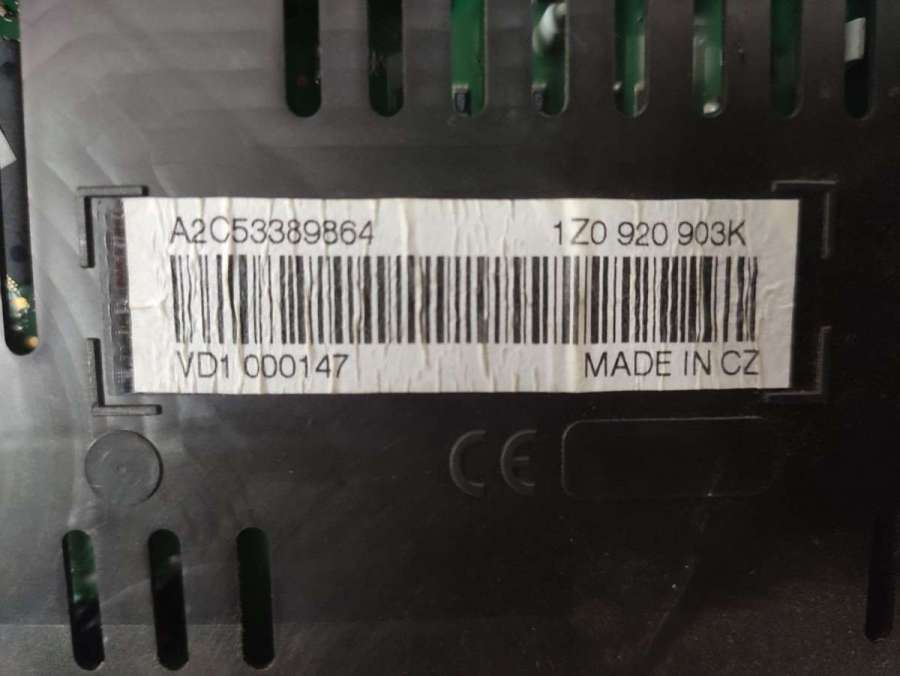 A2C53389864 1Z0 920 903K
VD1 000147 MADE IN CZ
CE